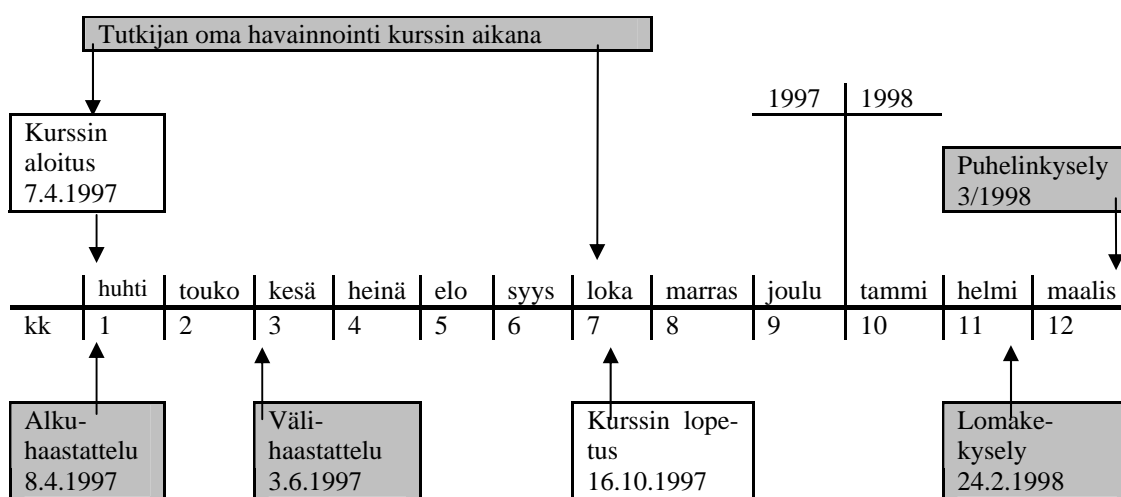 Tutkijan oma havainnointi kurssin aikana
1997 1998
Kurssin
aloitus
7.4.1997
Puhelinkysely
3/1998
huhti touko kesä heinä elo syys loka marras joulu tammi helmi maalis
kk 1 2 3 4 5 6 7 8 9 10 11 12
Alku-
haastattelu
8.4.1997
Väli-
haastattelu
3.6.1997
Kurssin lope-
tus
16.10.1997
Lomake-
kysely
24.2.1998